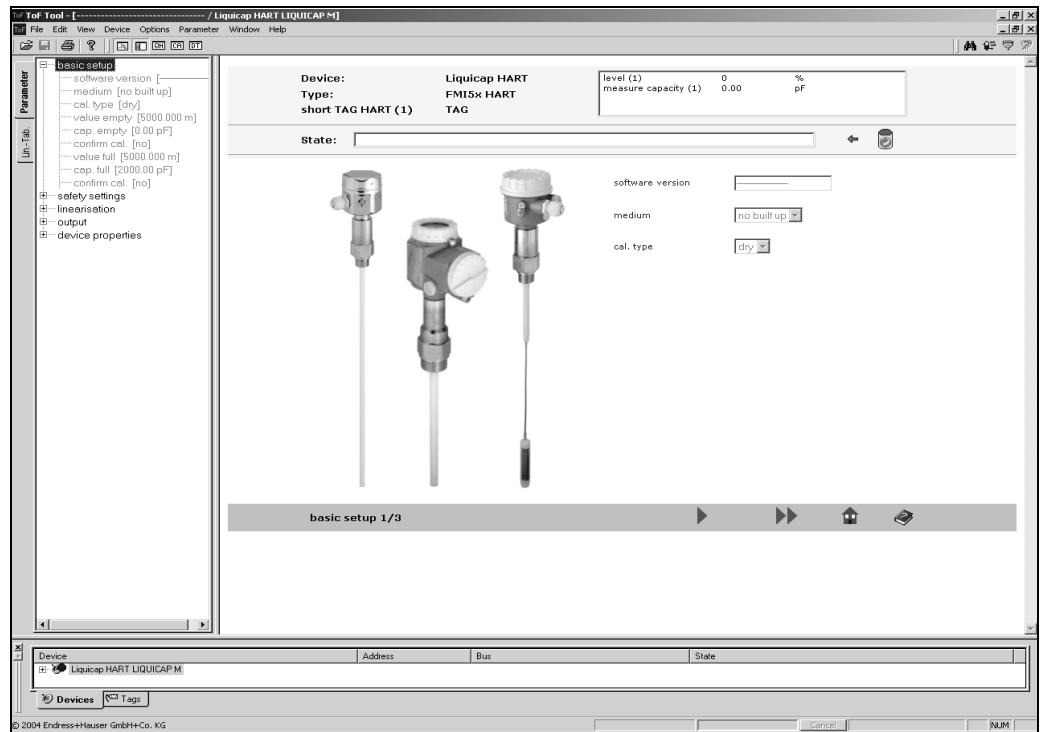 ToF Tool - [------------------------------- / Liquicap HART LIQUICAP M]
File Edit View Device Options Parameter Window Help
Parameter
Lin.-Tab.
basic setup
software version [
medium [no built up]
cal. type [dry]
value empty [5000.000 m]
cap. empty [0.00 pF]
confirm cal. [no]
value full [5000.000 m]
cap. full [2000.00 pF]
confirm cal. [no]
safety settings
linearisation
output
device properties
Device: Liquicap HART
Type: FMI5x HART
short TAG HART (1) TAG
level (1) 0 %
measure capacity (1) 0.00 pF
State:
software version
medium no built up
cal. type dry
basic setup 1/3
Device Address Bus State
Liquicap HART LIQUICAP M
Devices Tags
© 2004 Endress+Hauser GmbH+Co. KG Cancel NUM